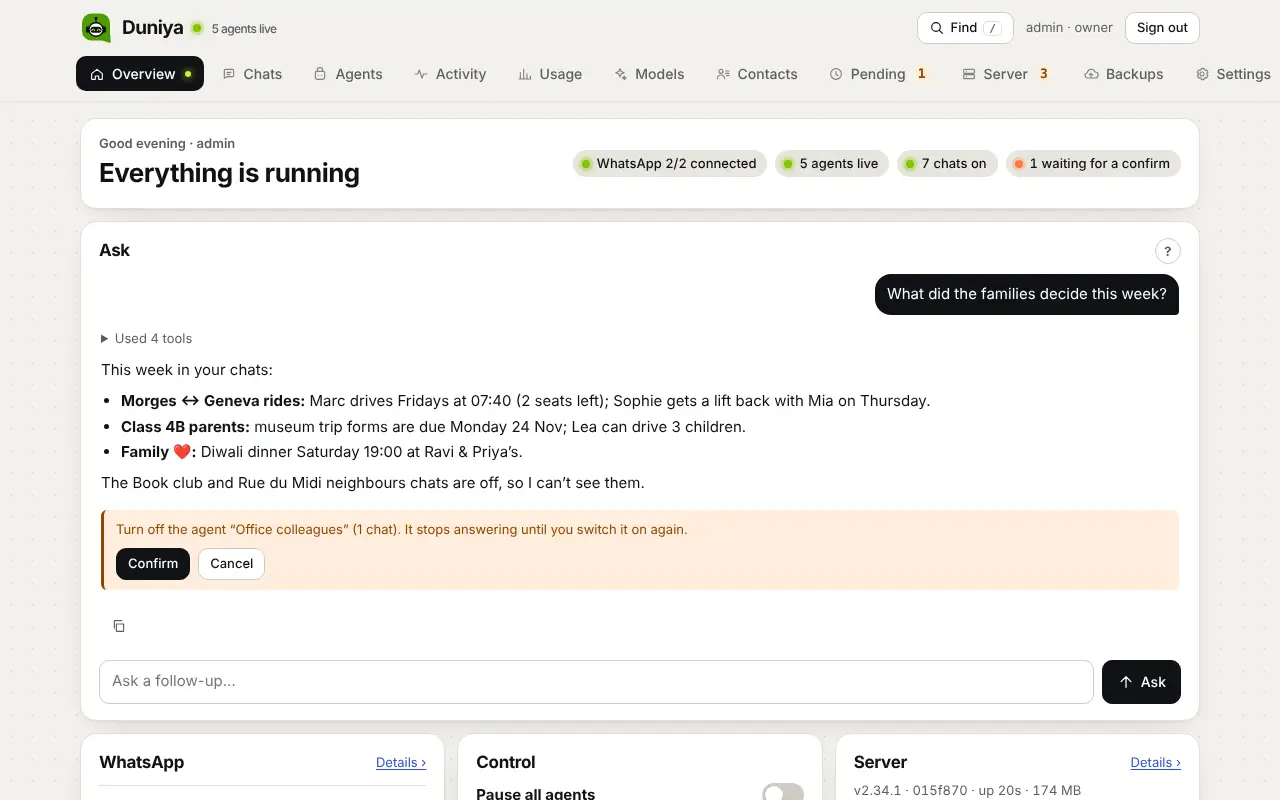 Duniya 5 agents live
Find / admin · owner Sign out
Overview Chats Agents Activity Usage Models Contacts Pending 1 Server 3 Backups Settings
Good evening · admin
Everything is running
WhatsApp 2/2 connected 5 agents live 7 chats on 1 waiting for a confirm
Ask
?
What did the families decide this week?
Used 4 tools
This week in your chats:
• Morges ↔ Geneva rides: Marc drives Fridays at 07:40 (2 seats left); Sophie gets a lift back with Mia on Thursday.
• Class 4B parents: museum trip forms are due Monday 24 Nov; Lea can drive 3 children.
• Family ❤️: Diwali dinner Saturday 19:00 at Ravi & Priya’s.
The Book club and Rue du Midi neighbours chats are off, so I can’t see them.
Turn off the agent “Office colleagues” (1 chat). It stops answering until you switch it on again.
Confirm Cancel
Ask a follow-up…
Ask
WhatsApp Details ›
Control
Pause all agents
Server Details ›
v2.34.1 · 015f870 · up 20s · 174 MB